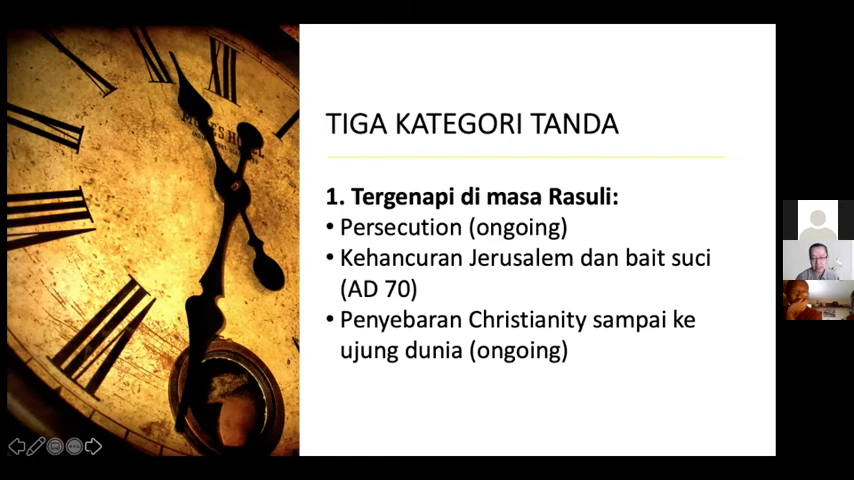 TIGA KATEGORI TANDA
1. Tergenapi di masa Rasuli:
• Persecution (ongoing)
• Kehancuran Jerusalem dan bait suci
(AD 70)
• Penyebaran Christianity sampai ke
ujung dunia (ongoing)